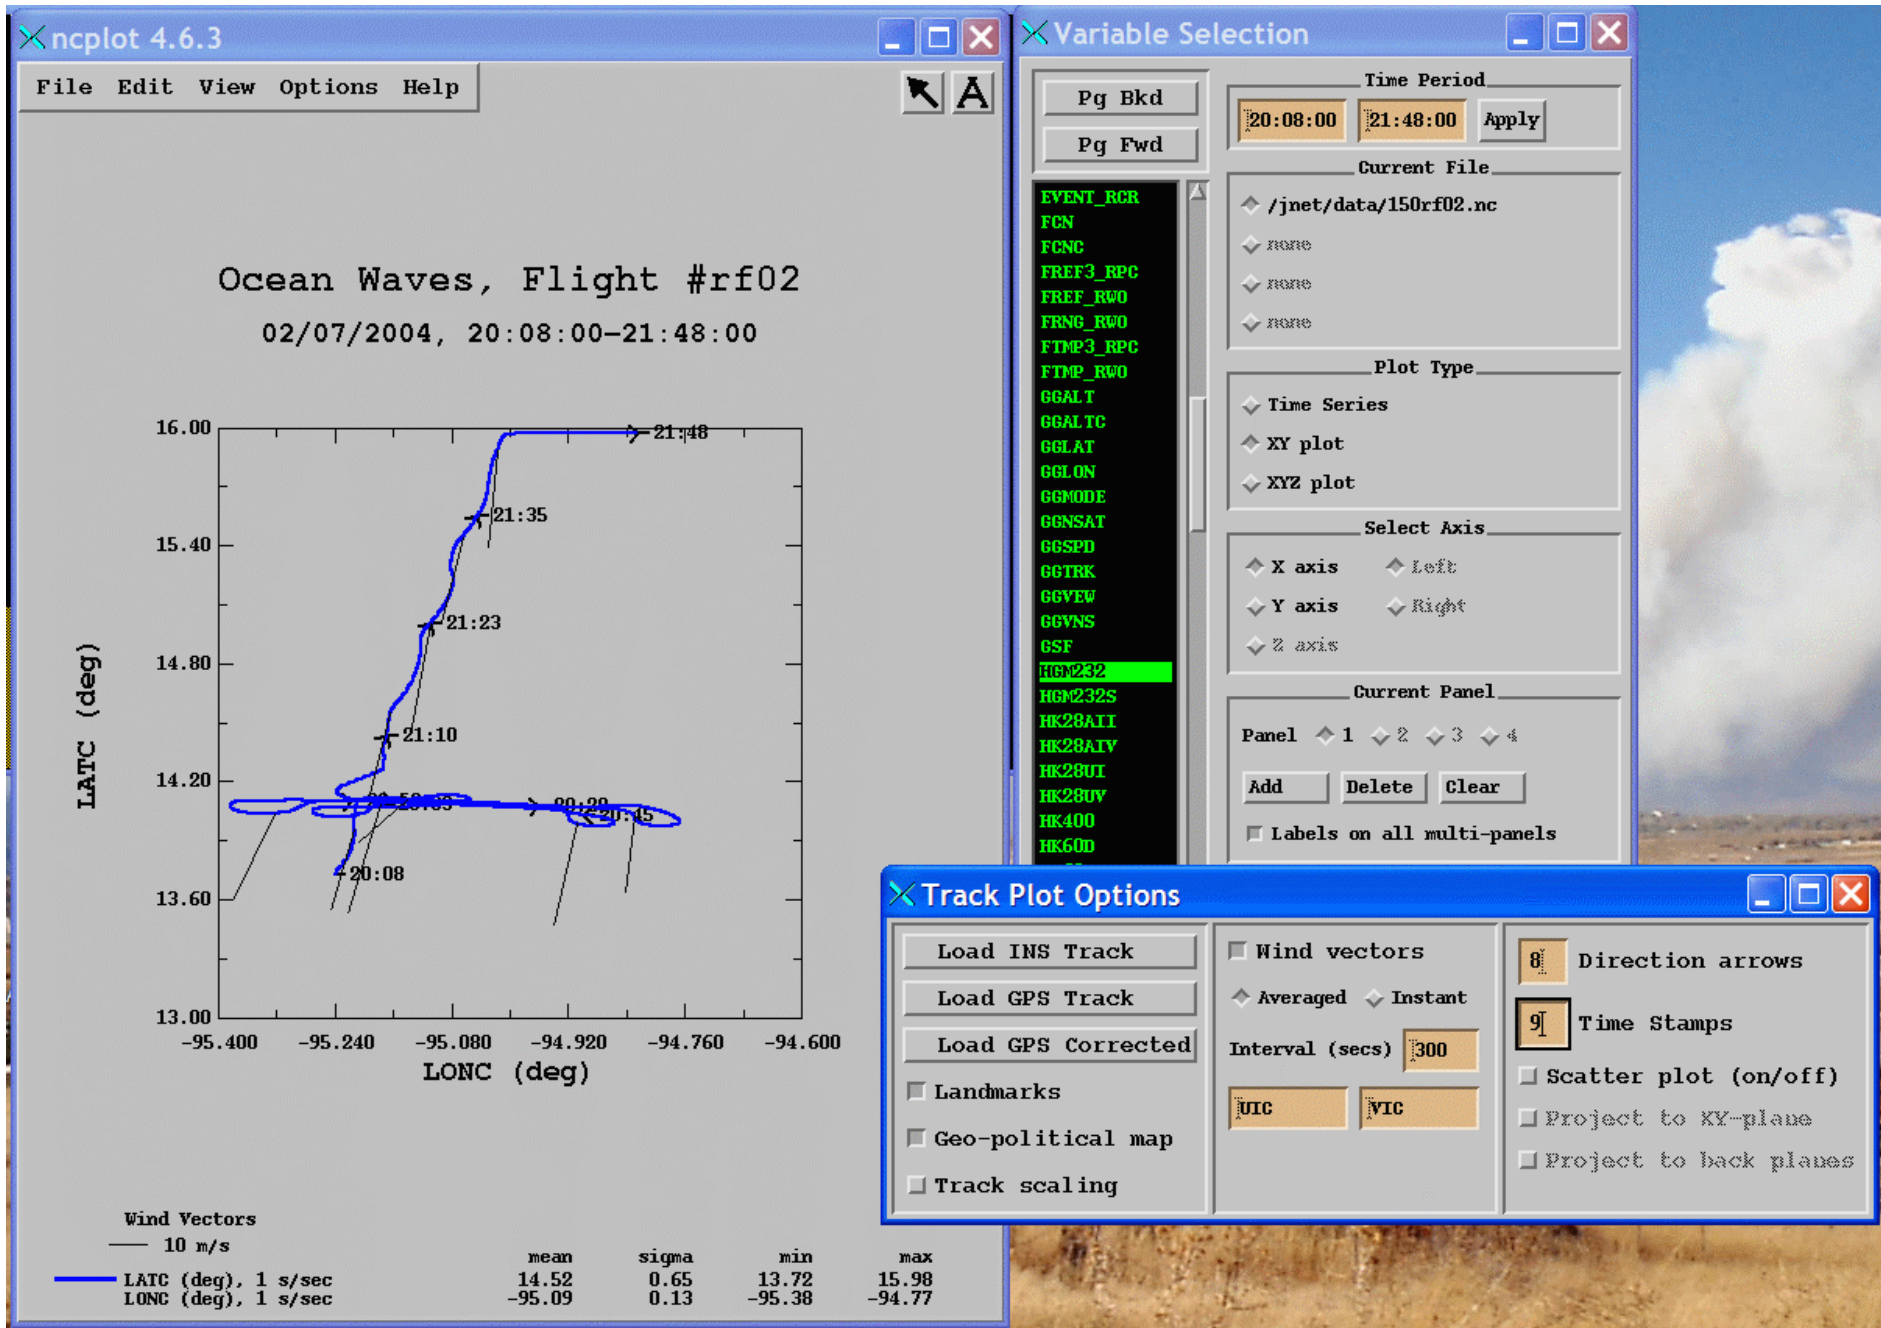 ncplot 4.6.3
File Edit View Options Help
A
Ocean Waves, Flight #rf02
02/07/2004, 20:08:00-21:48:00
16.00
15.40
14.80
14.20
13.60
13.00
LATC (deg)
21:48
21:35
21:23
21:10
20:20
20:45
20:08
-95.400 -95.240 -95.080 -94.920 -94.760 -94.600
LONC (deg)
Wind Vectors
10 m/s
mean sigma min max
LATC (deg), 1 s/sec 14.52 0.65 13.72 15.98
LONC (deg), 1 s/sec -95.09 0.13 -95.38 -94.77
Variable Selection
Pg Bkd
Pg Fwd
EVENT_RCR
FCN
FCNC
FREF3_RPC
FREF_RWO
FRNG_RWO
FTMP3_RPC
FTMP_RWO
GGALT
GGALTC
GGLAT
GGLON
GGMODE
GGNSAT
GGSPD
GGTRK
GGVEW
GGVNS
GSF
HGM232
HGM232S
HK28AII
HK28AIV
HK28UI
HK28UV
HK400
HK60D
Time Period
20:08:00 21:48:00 Apply
Current File
/jnet/data/150rf02.nc
none
none
none
Plot Type
Time Series
XY plot
XYZ plot
Select Axis
X axis Left
Y axis Right
Z axis
Current Panel
Panel 1 2 3 4
Add Delete Clear
Labels on all multi-panels
Track Plot Options
Load INS Track
Load GPS Track
Load GPS Corrected
Landmarks
Geo-political map
Track scaling
Wind vectors
Averaged Instant
Interval (secs) 300
UIC VIC
8 Direction arrows
9 Time Stamps
Scatter plot (on/off)
Project to XY-plane
Project to back planes